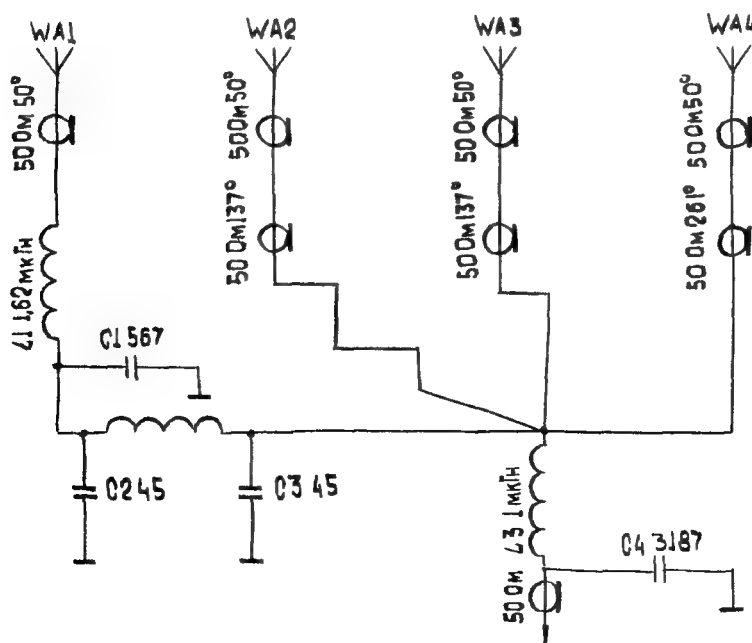 WA1
WA2
WA3
WA4
50 Ом 50°
50 Ом 50°
50 Ом 50°
50 Ом 50°
50 Ом 137°
50 Ом 137°
50 Ом 261°
L1 1,62 мкГн
C1 567
C2 45
C3 45
L3 1 мкГн
C4 3187
50 Ом